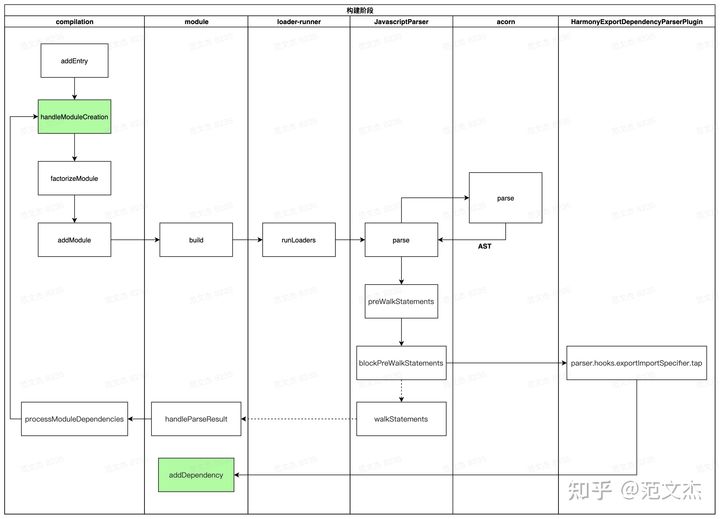 构建阶段
compilation
module
loader-runner
JavascriptParser
acorn
HarmonyExportDependencyParserPlugin
addEntry
handleModuleCreation
factorizeModule
parse
addModule
build
runLoaders
parse
AST
preWalkStatements
blockPreWalkStatements
parser.hooks.exportImportSpecifier.tap
processModuleDependencies
handleParseResult
walkStatements
addDependency
知乎 @范文杰